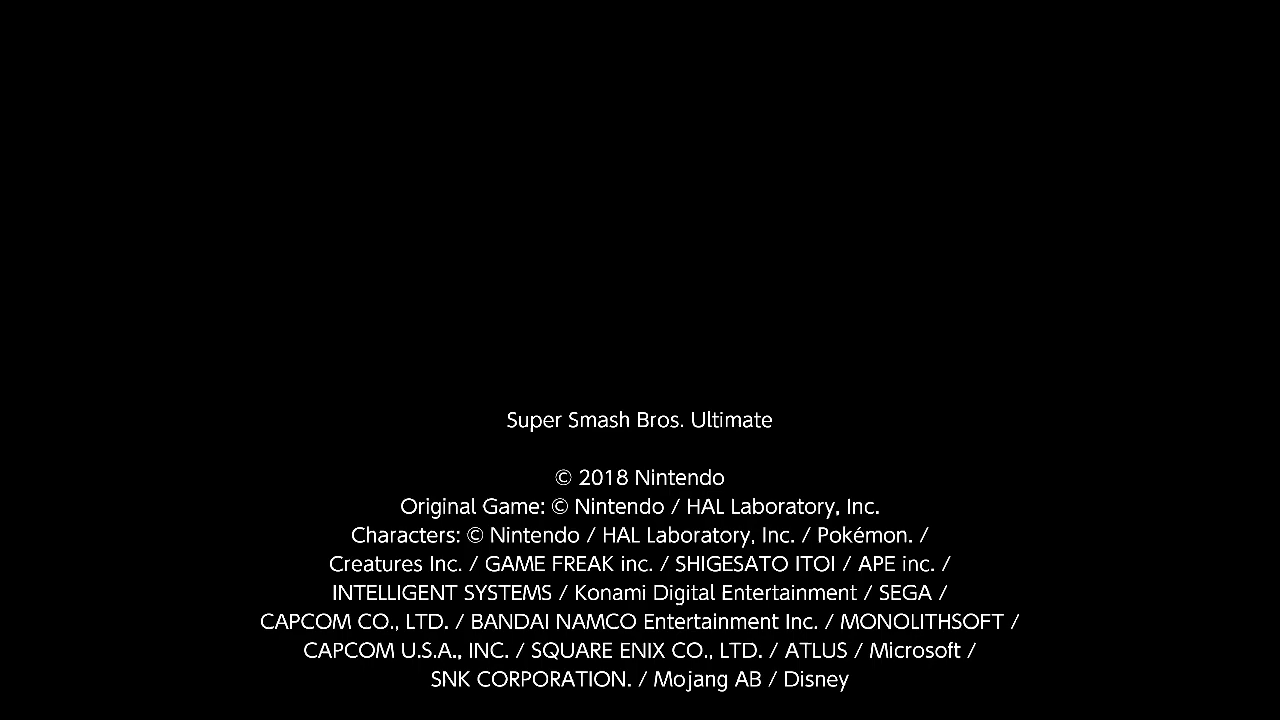 Super Smash Bros. Ultimate
© 2018 Nintendo
Original Game: © Nintendo / HAL Laboratory, Inc.
Characters: © Nintendo / HAL Laboratory, Inc. / Pokémon. /
Creatures Inc. / GAME FREAK inc. / SHIGESATO ITOI / APE inc. /
INTELLIGENT SYSTEMS / Konami Digital Entertainment / SEGA /
CAPCOM CO., LTD. / BANDAI NAMCO Entertainment Inc. / MONOLITHSOFT /
CAPCOM U.S.A., INC. / SQUARE ENIX CO., LTD. / ATLUS / Microsoft /
SNK CORPORATION. / Mojang AB / Disney